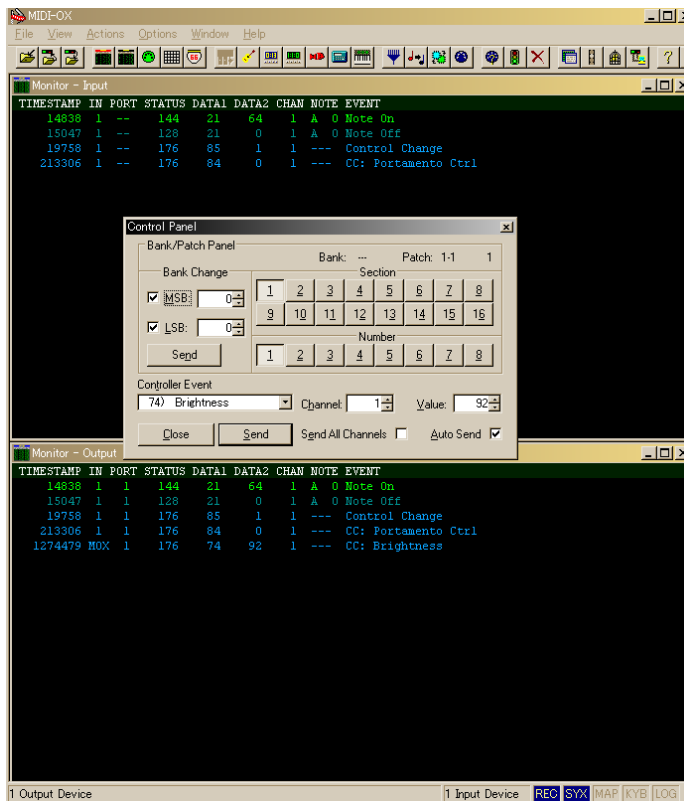 MIDI-OX
File View Actions Options Window Help
Monitor - Input
TIMESTAMP IN PORT STATUS DATA1 DATA2 CHAN NOTE EVENT
14838 1 -- 144 21 64 1 A 0 Note On
15047 1 -- 128 21 0 1 A 0 Note Off
19758 1 -- 176 85 1 1 --- Control Change
213306 1 -- 176 84 0 1 --- CC: Portamento Ctrl
Control Panel
Bank/Patch Panel
Bank: --- Patch: 1-1 1
Bank Change
Section
MSB: 0
1 2 3 4 5 6 7 8
9 10 11 12 13 14 15 16
LSB: 0
Number
Send
1 2 3 4 5 6 7 8
Controller Event
74) Brightness Channel: 1 Value: 92
Close Send Send All Channels Auto Send
Monitor - Output
TIMESTAMP IN PORT STATUS DATA1 DATA2 CHAN NOTE EVENT
14838 1 1 144 21 64 1 A 0 Note On
15047 1 1 128 21 0 1 A 0 Note Off
19758 1 1 176 85 1 1 --- Control Change
213306 1 1 176 84 0 1 --- CC: Portamento Ctrl
1274479 MOX 1 176 74 92 1 --- CC: Brightness
1 Output Device 1 Input Device REC SYX MAP KYB LOG